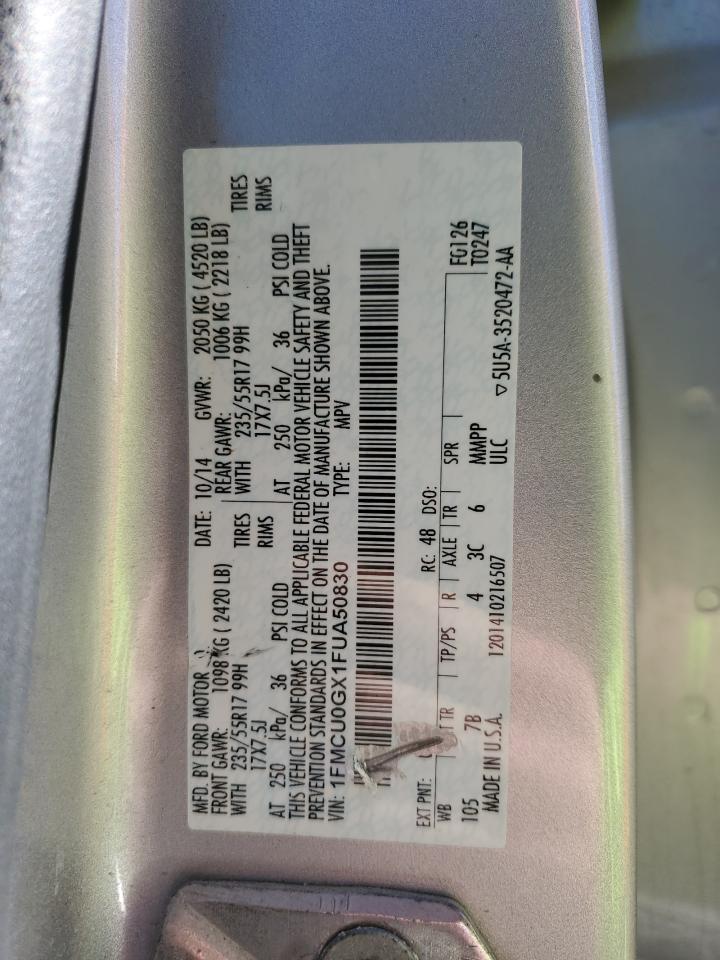 MFD. BY FORD MOTOR
DATE: 10/14 GVWR: 2050 KG ( 4520 LB)
FRONT GAWR: 1098 KG ( 2420 LB) REAR GAWR: 1006 KG ( 2218 LB)
WITH 235/55R17 99H TIRES WITH 235/55R17 99H TIRES
17X7.5J RIMS 17X7.5J RIMS
AT 250 kPa/ 36 PSI COLD AT 250 kPa/ 36 PSI COLD
THIS VEHICLE CONFORMS TO ALL APPLICABLE FEDERAL MOTOR VEHICLE SAFETY AND THEFT
PREVENTION STANDARDS IN EFFECT ON THE DATE OF MANUFACTURE SHOWN ABOVE.
VIN: 1FMCU0GX1FUA50830 TYPE: MPV
EXT PNT: RC: 48 DSO:
WB TR TP/PS R AXLE TR SPR F0126
105 7B 4 3C 6 MMPP T0247
MADE IN U.S.A. 1201410216507 ULC ▽5U5A-3520472-AA